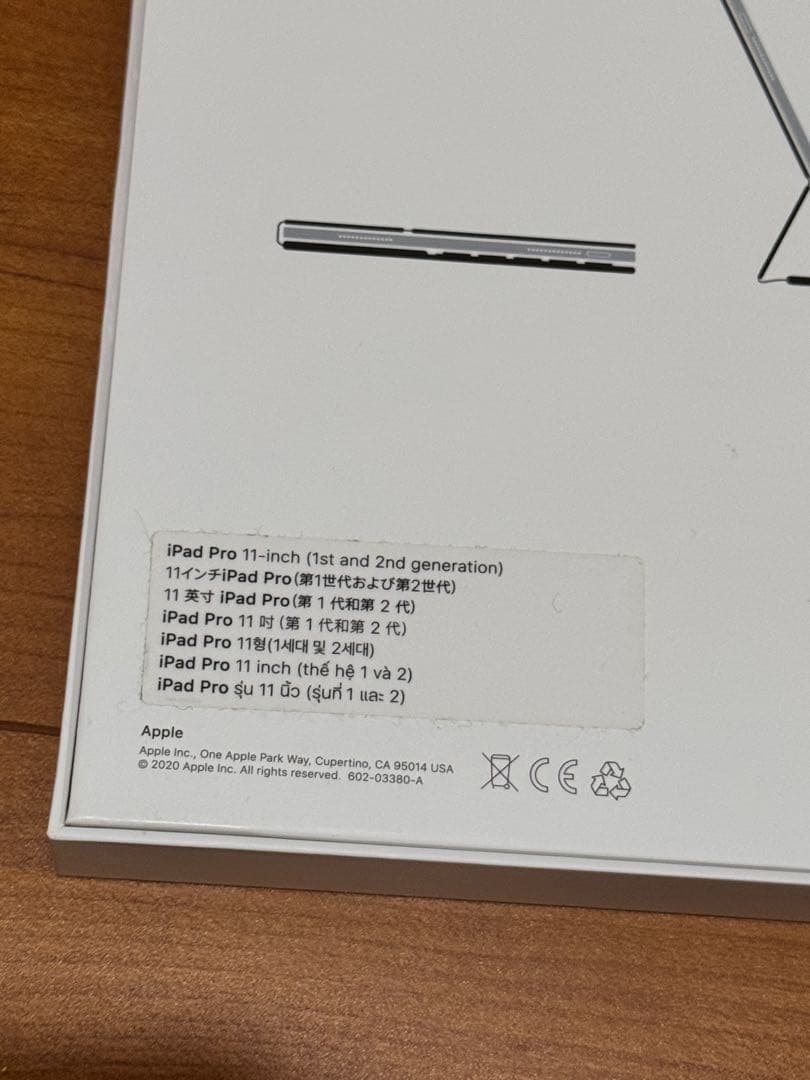 iPad Pro 11-inch (1st and 2nd generation)
11インチiPad Pro(第1世代および第2世代)
11 英寸 iPad Pro(第 1 代和第 2 代)
iPad Pro 11 吋 (第 1 代和第 2 代)
iPad Pro 11형(1세대 및 2세대)
iPad Pro 11 inch (thế hệ 1 và 2)
iPad Pro รุ่น 11 นิ้ว (รุ่นที่ 1 และ 2)
Apple
Apple Inc., One Apple Park Way, Cupertino, CA 95014 USA
© 2020 Apple Inc. All rights reserved. 602-03380-A
CE